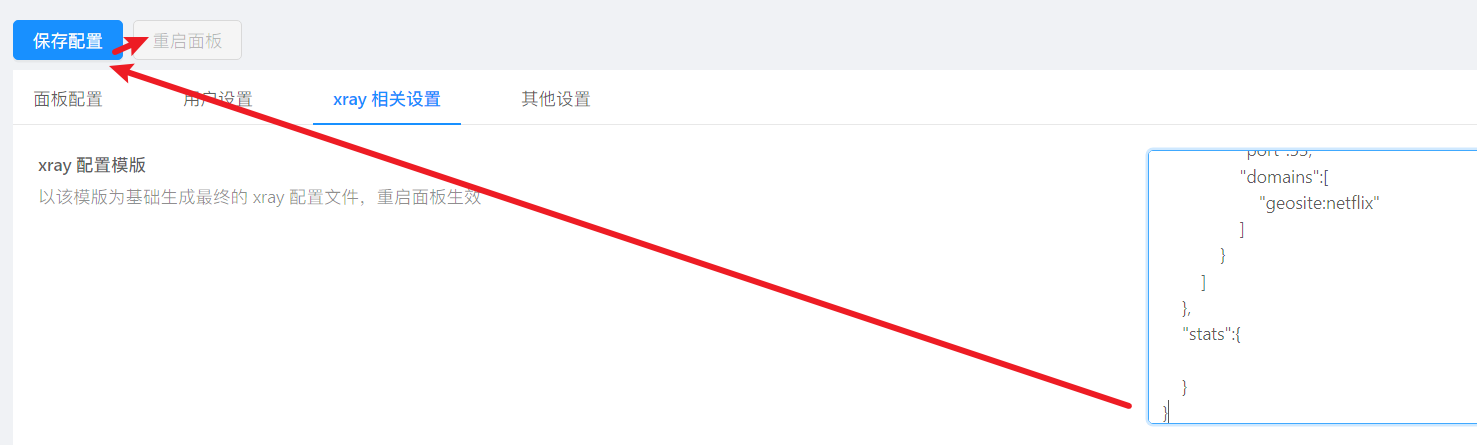 保存配置 重启面板
面板配置 用户设置 xray 相关设置 其他设置
xray 配置模版
以该模版为基础生成最终的 xray 配置文件，重启面板生效
"port":53,
"domains":[
"geosite:netflix"
]
}
]
},
"stats":{
}
}